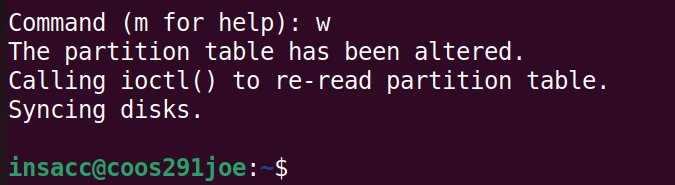 Command (m for help): w
The partition table has been altered.
Calling ioctl() to re-read partition table.
Syncing disks.
insacc@coos291joe:~$